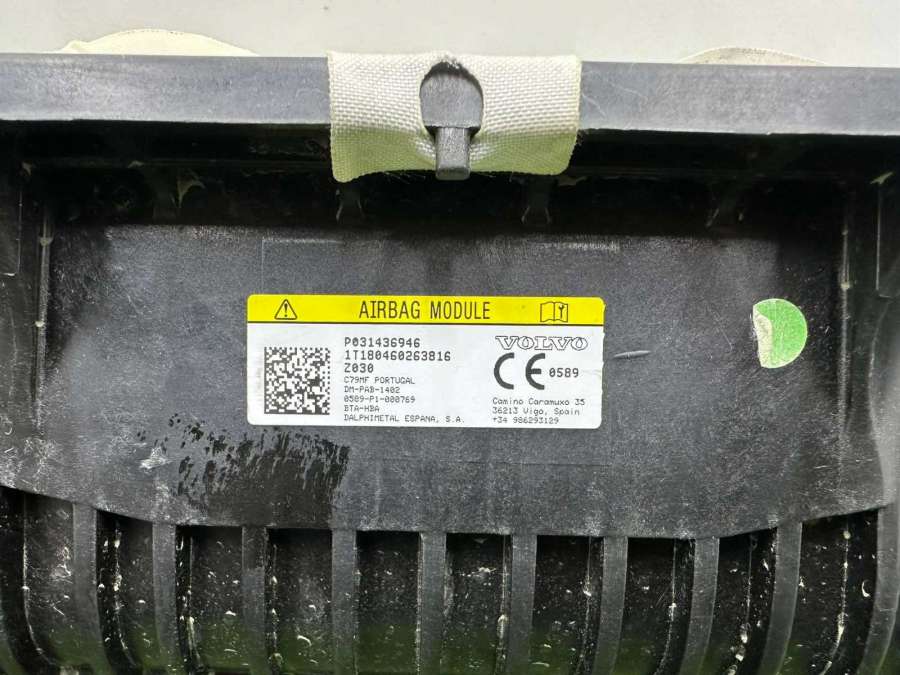 AIRBAG MODULE
P031436946
1T180460263816
Z030
C79MF PORTUGAL
DM-PAB-1402
0589-P1-000769
BTA-HBA
DALPHIMETAL ESPANA, S.A.
VOLVO
CE 0589
Camino Caramuxo 35
36213 Vigo, Spain
+34 986293129